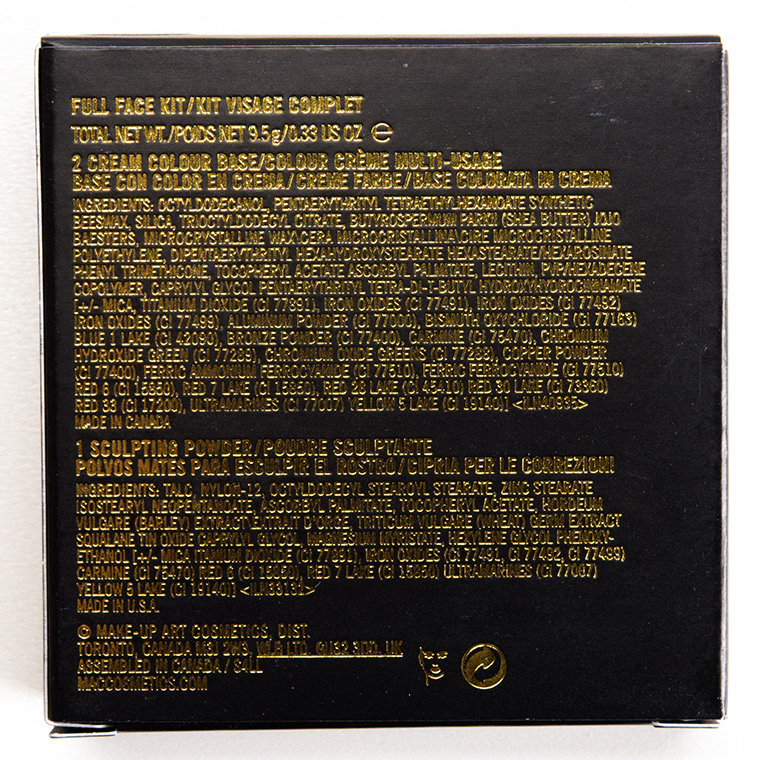 FULL FACE KIT/KIT VISAGE COMPLET
TOTAL NET WT./POIDS NET 9.5g/0.33 US OZ ℮
2 CREAM COLOUR BASE/COLOUR CRÈME MULTI-USAGE
BASE CON COLOR EN CREMA/CREME FARBE/BASE COLORATA IN CREMA
INGREDIENTS: OCTYLDODECANOL, PENTAERYTHRITYL TETRAETHYLHEXANOATE SYNTHETIC
BEESWAX, SILICA, TRIOCTYLDODECYL CITRATE, BUTYROSPERMUM PARKII (SHEA BUTTER) JOJO
BAESTERS, MICROCRYSTALLINE WAX\CERA MICROCRISTALLINA\CIRE MICROCRISTALLINE
POLYETHYLENE, DIPENTAERYTHRITYL HEXAHYDROXYSTEARATE HEXASTEARATE/HEXAROSINATE
PHENYL TRIMETHICONE, TOCOPHERYL ACETATE ASCORBYL PALMITATE, LECITHIN, PVP/HEXADECENE
COPOLYMER CAPRYLYL GLYCOL PENTAERYTHRITYL TETRA-DI-T-BUTYL HYDROXYHYDROCINNAMATE
[+/- MICA, TITANIUM DIOXIDE (CI 77891), IRON OXIDES (CI 77491), IRON OXIDES (CI 77492)
IRON OXIDES (CI 77499), ALUMINUM POWDER (CI 77000), BISMUTH OXYCHLORIDE (CI 77163)
BLUE 1 LAKE (CI 42090), BRONZE POWDER (CI 77400), CARMINE (CI 75470), CHROMIUM
HYDROXIDE GREEN (CI 77289), CHROMIUM OXIDE GREENS (CI 77288), COPPER POWDER
(CI 77400), FERRIC AMMONIUM FERROCYANIDE (CI 77510), FERRIC FERROCYANIDE (CI 77510)
RED 6 (CI 15850), RED 7 LAKE (CI 15850), RED 28 LAKE (CI 45410) RED 30 LAKE (CI 73360)
RED 33 (CI 17200), ULTRAMARINES (CI 77007) YELLOW 5 LAKE (CI 19140)] <ILN40935>
MADE IN CANADA
1 SCULPTING POWDER/POUDRE SCULPTANTE
POLVOS MATES PARA ESCULPIR EL ROSTRO/CIPRIA PER LE CORREZIONI
INGREDIENTS: TALC, NYLON-12, OCTYLDODECYL STEAROYL STEARATE, ZINC STEARATE
ISOSTEARYL NEOPENTANOATE, ASCORBYL PALMITATE, TOCOPHERYL ACETATE, HORDEUM
VULGARE (BARLEY) EXTRACT\EXTRAIT D'ORGE, TRITICUM VULGARE (WHEAT) GERM EXTRACT
SQUALANE TIN OXIDE CAPRYLYL GLYCOL, MAGNESIUM MYRISTATE, HEXYLENE GLYCOL PHENOXY-
ETHANOL [+/- MICA TITANIUM DIOXIDE (CI 77891), IRON OXIDES (CI 77491, CI 77492, CI 77499)
CARMINE (CI 75470) RED 6 (CI 15850), RED 7 LAKE (CI 15850) ULTRAMARINES (CI 77007)
YELLOW 5 LAKE (CI 19140)]
MADE IN U.S.A.
© MAKE-UP ART COSMETICS, DIST.
TORONTO, CANADA M3J 2W3, W.B LTD, GU32 3DD, UK
ASSEMBLED IN CANADA /
MACCOSMETICS.COM